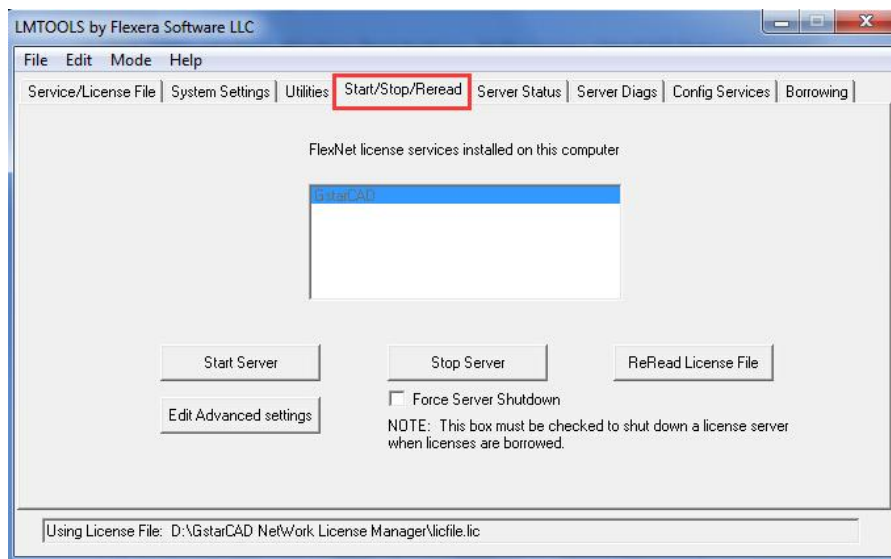 LMTOOLS by Flexera Software LLC
File Edit Mode Help
Service/License File System Settings Utilities Start/Stop/Reread Server Status Server Diags Config Services Borrowing
FlexNet license services installed on this computer
GstarCAD
Start Server Stop Server ReRead License File
Edit Advanced settings
Force Server Shutdown
NOTE: This box must be checked to shut down a license server
when licenses are borrowed.
Using License File: D:\GstarCAD NetWork License Manager\licfile.lic